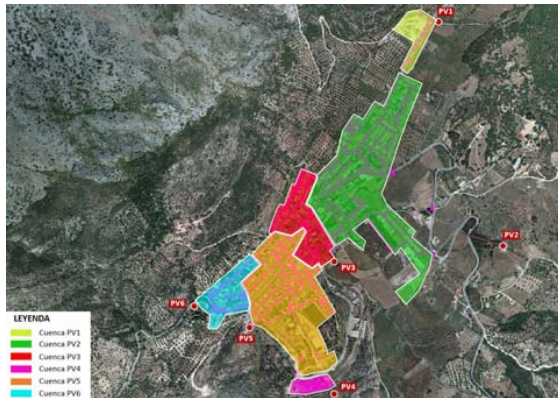 PV1
PV2
PV3
PV6
PV5
PV4
LEYENDA
Cuenca PV1
Cuenca PV2
Cuenca PV3
Cuenca PV4
Cuenca PV5
Cuenca PV6